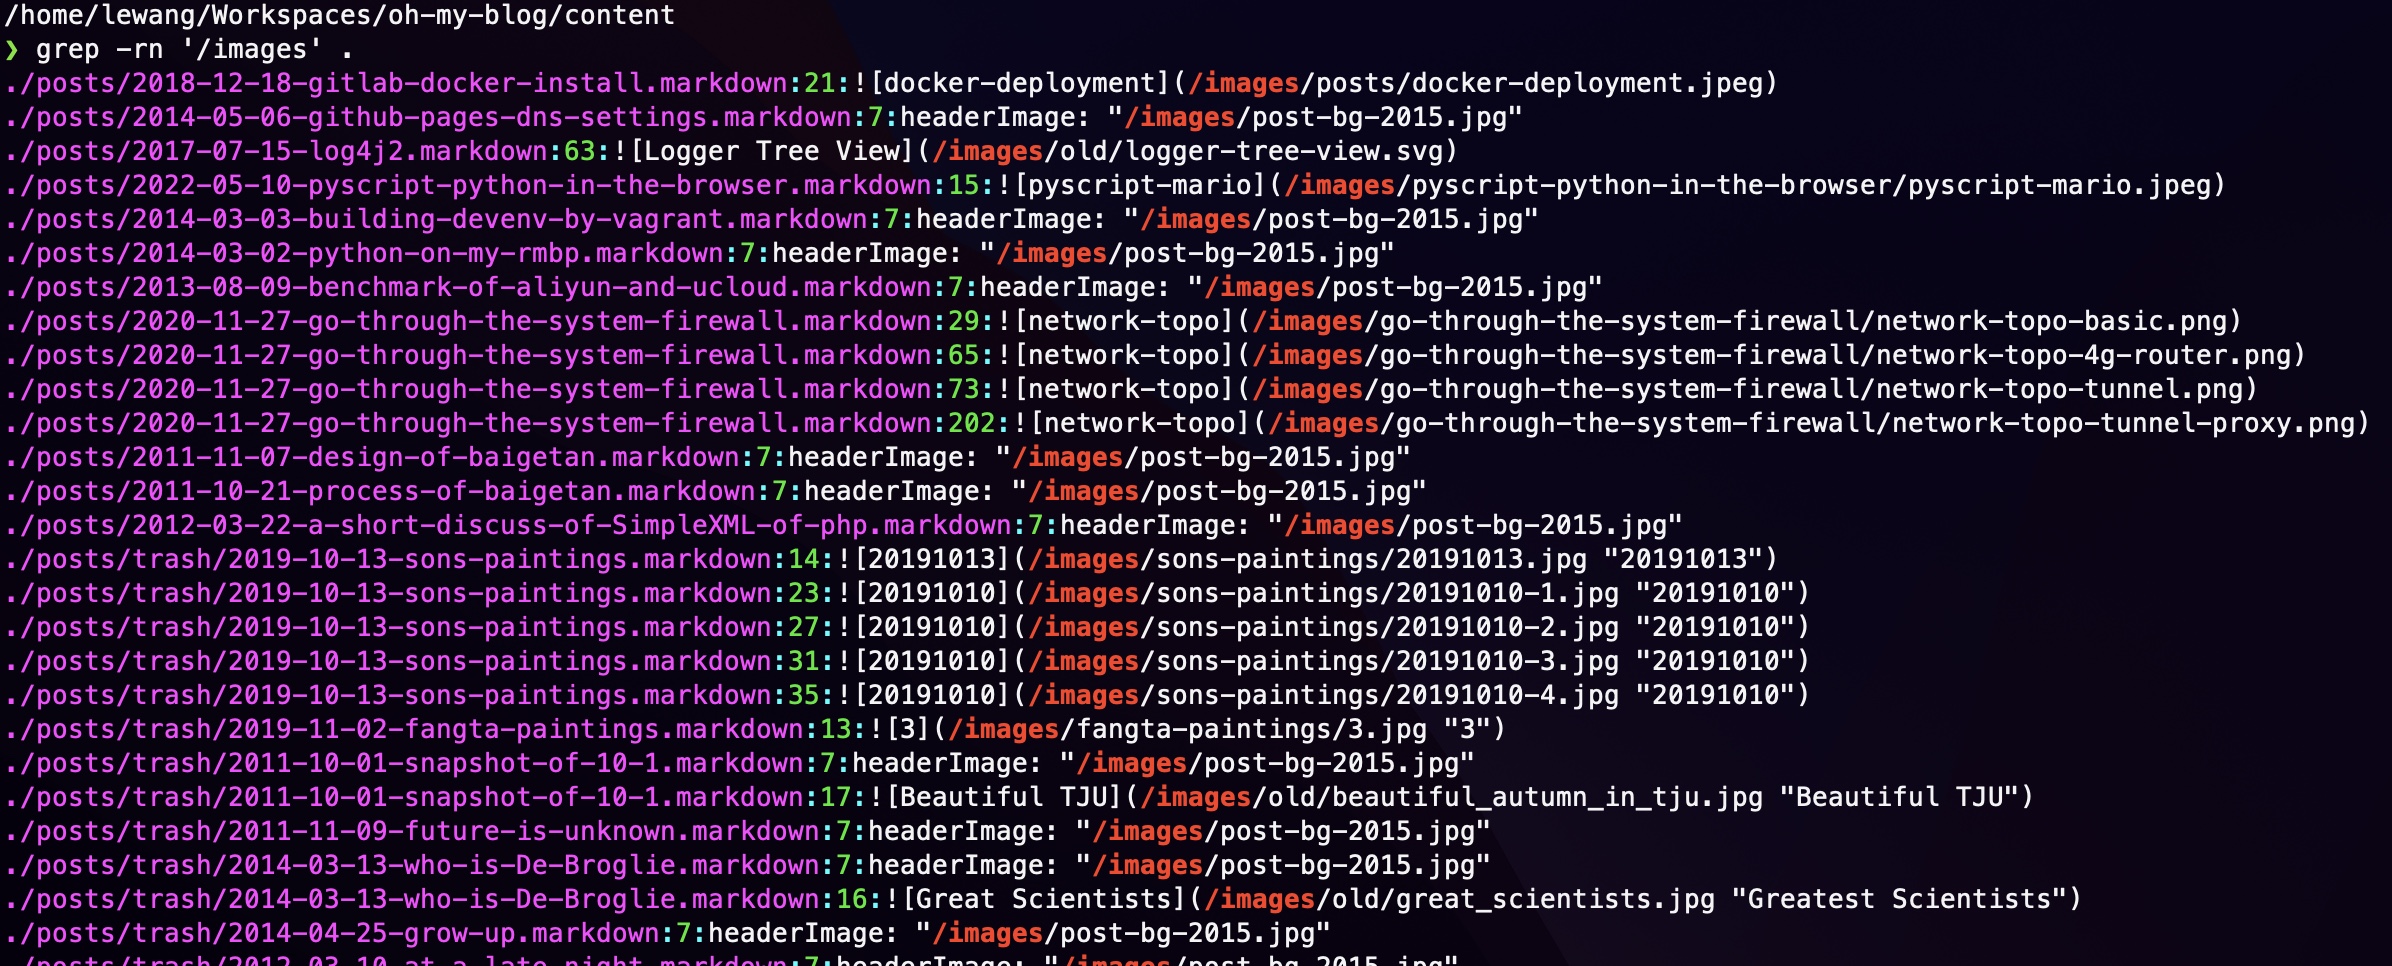 /home/lewang/Workspaces/oh-my-blog/content
❯ grep -rn '/images' .
./posts/2018-12-18-gitlab-docker-install.markdown:21:![docker-deployment](/images/posts/docker-deployment.jpeg)
./posts/2014-05-06-github-pages-dns-settings.markdown:7:headerImage: "/images/post-bg-2015.jpg"
./posts/2017-07-15-log4j2.markdown:63:![Logger Tree View](/images/old/logger-tree-view.svg)
./posts/2022-05-10-pyscript-python-in-the-browser.markdown:15:![pyscript-mario](/images/pyscript-python-in-the-browser/pyscript-mario.jpeg)
./posts/2014-03-03-building-devenv-by-vagrant.markdown:7:headerImage: "/images/post-bg-2015.jpg"
./posts/2014-03-02-python-on-my-rmbp.markdown:7:headerImage: "/images/post-bg-2015.jpg"
./posts/2013-08-09-benchmark-of-aliyun-and-ucloud.markdown:7:headerImage: "/images/post-bg-2015.jpg"
./posts/2020-11-27-go-through-the-system-firewall.markdown:29:![network-topo](/images/go-through-the-system-firewall/network-topo-basic.png)
./posts/2020-11-27-go-through-the-system-firewall.markdown:65:![network-topo](/images/go-through-the-system-firewall/network-topo-4g-router.png)
./posts/2020-11-27-go-through-the-system-firewall.markdown:73:![network-topo](/images/go-through-the-system-firewall/network-topo-tunnel.png)
./posts/2020-11-27-go-through-the-system-firewall.markdown:202:![network-topo](/images/go-through-the-system-firewall/network-topo-tunnel-proxy.png)
./posts/2011-11-07-design-of-baigetan.markdown:7:headerImage: "/images/post-bg-2015.jpg"
./posts/2011-10-21-process-of-baigetan.markdown:7:headerImage: "/images/post-bg-2015.jpg"
./posts/2012-03-22-a-short-discuss-of-SimpleXML-of-php.markdown:7:headerImage: "/images/post-bg-2015.jpg"
./posts/trash/2019-10-13-sons-paintings.markdown:14:![20191013](/images/sons-paintings/20191013.jpg "20191013")
./posts/trash/2019-10-13-sons-paintings.markdown:23:![20191010](/images/sons-paintings/20191010-1.jpg "20191010")
./posts/trash/2019-10-13-sons-paintings.markdown:27:![20191010](/images/sons-paintings/20191010-2.jpg "20191010")
./posts/trash/2019-10-13-sons-paintings.markdown:31:![20191010](/images/sons-paintings/20191010-3.jpg "20191010")
./posts/trash/2019-10-13-sons-paintings.markdown:35:![20191010](/images/sons-paintings/20191010-4.jpg "20191010")
./posts/trash/2019-11-02-fangta-paintings.markdown:13:![3](/images/fangta-paintings/3.jpg "3")
./posts/trash/2011-10-01-snapshot-of-10-1.markdown:7:headerImage: "/images/post-bg-2015.jpg"
./posts/trash/2011-10-01-snapshot-of-10-1.markdown:17:![Beautiful TJU](/images/old/beautiful_autumn_in_tju.jpg "Beautiful TJU")
./posts/trash/2011-11-09-future-is-unknown.markdown:7:headerImage: "/images/post-bg-2015.jpg"
./posts/trash/2014-03-13-who-is-De-Broglie.markdown:7:headerImage: "/images/post-bg-2015.jpg"
./posts/trash/2014-03-13-who-is-De-Broglie.markdown:16:![Great Scientists](/images/old/great_scientists.jpg "Greatest Scientists")
./posts/trash/2014-04-25-grow-up.markdown:7:headerImage: "/images/post-bg-2015.jpg"
./posts/trash/2012-03-10-at-a-late-night.markdown:7:headerImage: "/images/post-bg-2015.jpg"